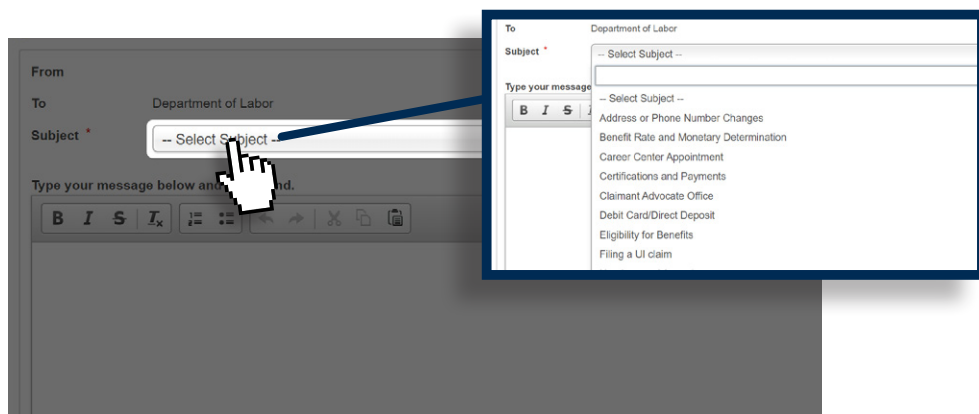 From
To Department of Labor
Subject * -- Select Subject --
Type your message below and nd.
B I S Tx
To Department of Labor
Subject * -- Select Subject --
Type your message
-- Select Subject --
B I S
Address or Phone Number Changes
Benefit Rate and Monetary Determination
Career Center Appointment
Certifications and Payments
Claimant Advocate Office
Debit Card/Direct Deposit
Eligibility for Benefits
Filing a UI claim